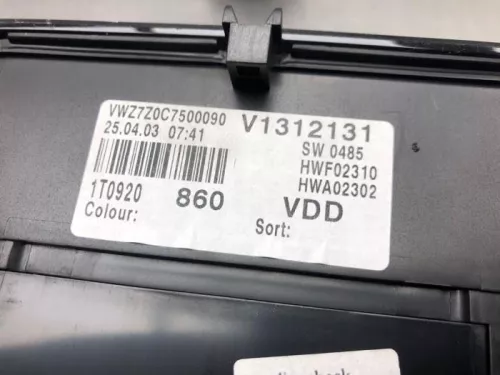 VWZ7Z0C7500090 V1312131
25.04.03 07:41 SW 0485
HWF02310
HWA02302
1T0920 860 VDD
Colour: Sort: